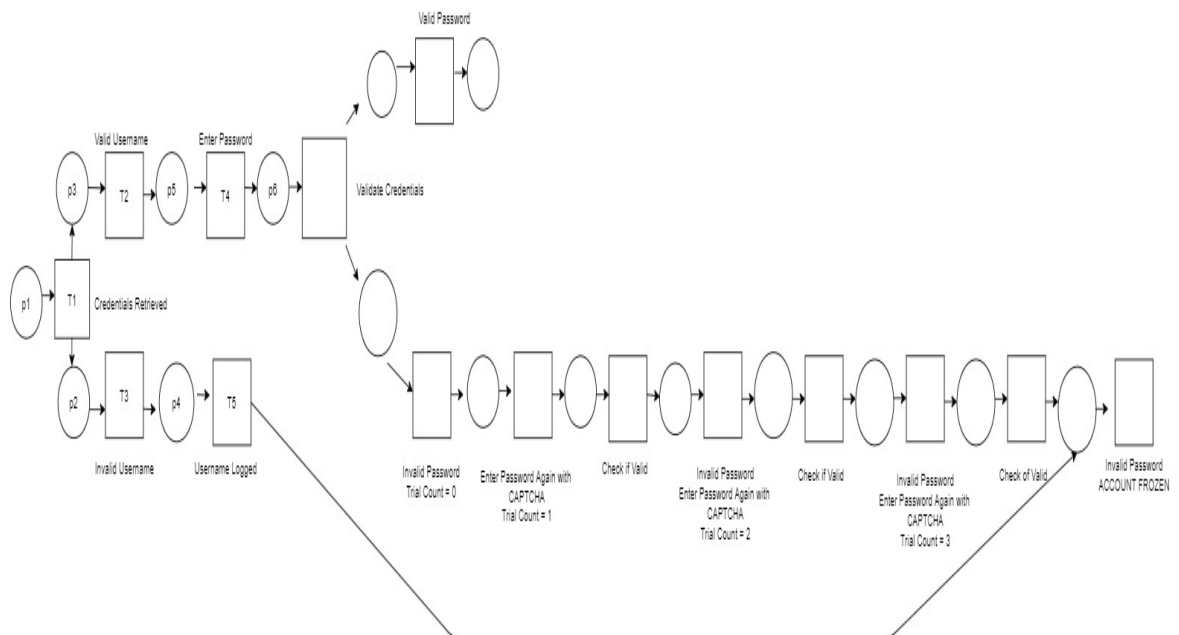 Valid Password
Valid Username
Enter Password
p3
T2
p5
T4
p6
Validate Credentials
p1
T1
Credentials Retrieved
p2
T3
p4
T5
Invalid Username
Username Logged
Invalid Password
Trial Count = 0
Enter Password Again with
CAPTCHA
Trial Count = 1
Check if Valid
Invalid Password
Enter Password Again with
CAPTCHA
Trial Count = 2
Check if Valid
Invalid Password
Enter Password Again with
CAPTCHA
Trial Count = 3
Check of Valid
Invalid Password
ACCOUNT FROZEN